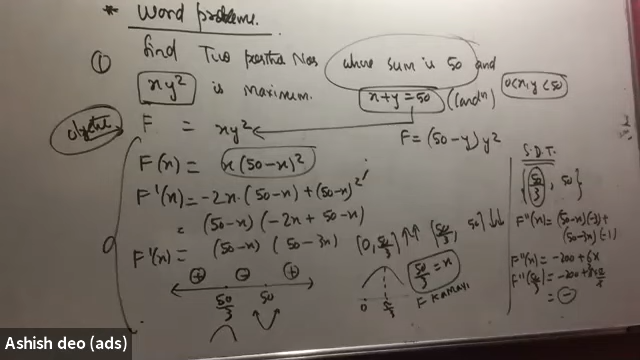 * Word problems.
① find Two positive Nos where sum is 50 and
xy² is maximum. x+y=50 (condⁿ) 0<x,y<50
objective F = xy²
F = (50-y)y²
F(x) = x(50-x)²
F'(x) = -2x.(50-x)+(50-x)²
= (50-x)(-2x+50-x)
F'(x) = (50-x)(50-3x)
⊕ ⊖ ⊕
50/3 50
[0,50/3]↑↑ [50/3, 50]↓↓
50/3 = x
0 50/3
F
S.D.T.
{50/3, 50}
F''(x) = (50-x)(-3)+
(50-3x)(-1)
F''(x) = -200+6x
F''(50/3) = -200+
= ⊖
Ashish deo (ads)